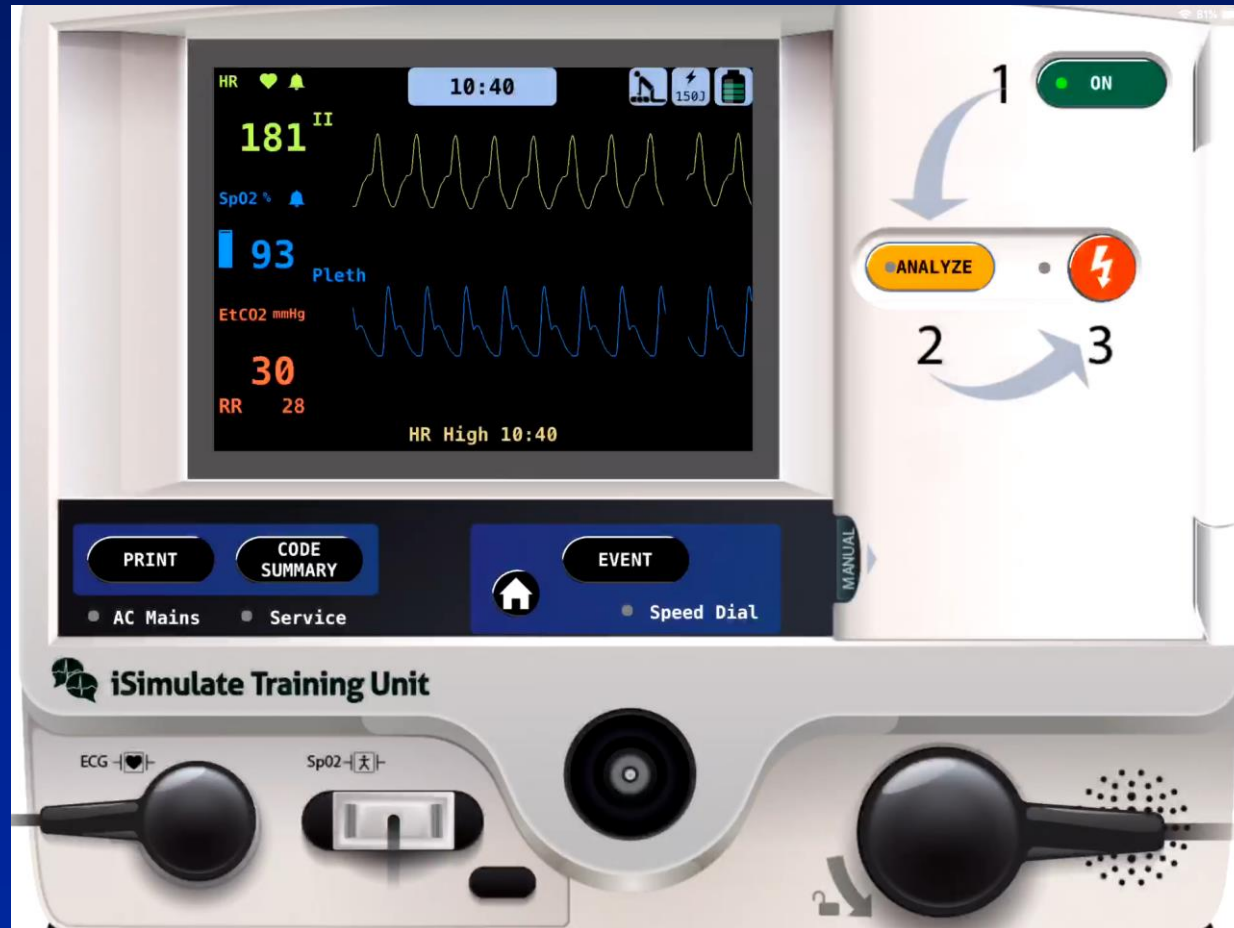 81%
HR
10:40
150J
181 II
SpO2 %
93
Pleth
EtCO2 mmHg
30
RR 28
HR High 10:40
1
ON
ANALYZE
2
3
MANUAL
PRINT
CODE
SUMMARY
EVENT
AC Mains
Service
Speed Dial
iSimulate Training Unit
ECG
SpO2